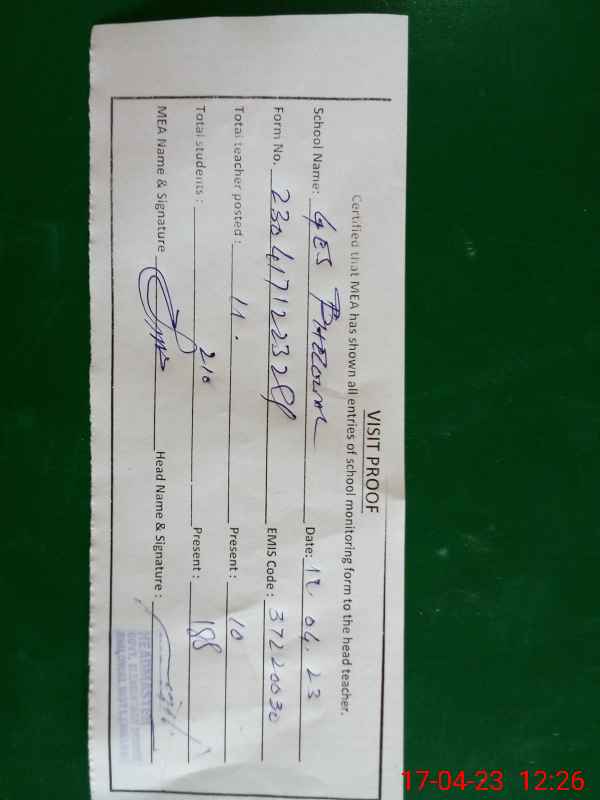 VISIT PROOF
Certified that MEA has shown all entries of school monitoring form to the head teacher.
School Name: GES Date: 17 04. 23
Form No. EMIS Code: 37220030
Total teacher posted: 11. Present: 10
Total students: 210 Present: 188
MEA Name & Signature Head Name & Signature:
HEADMASTER
17-04-23 12:26